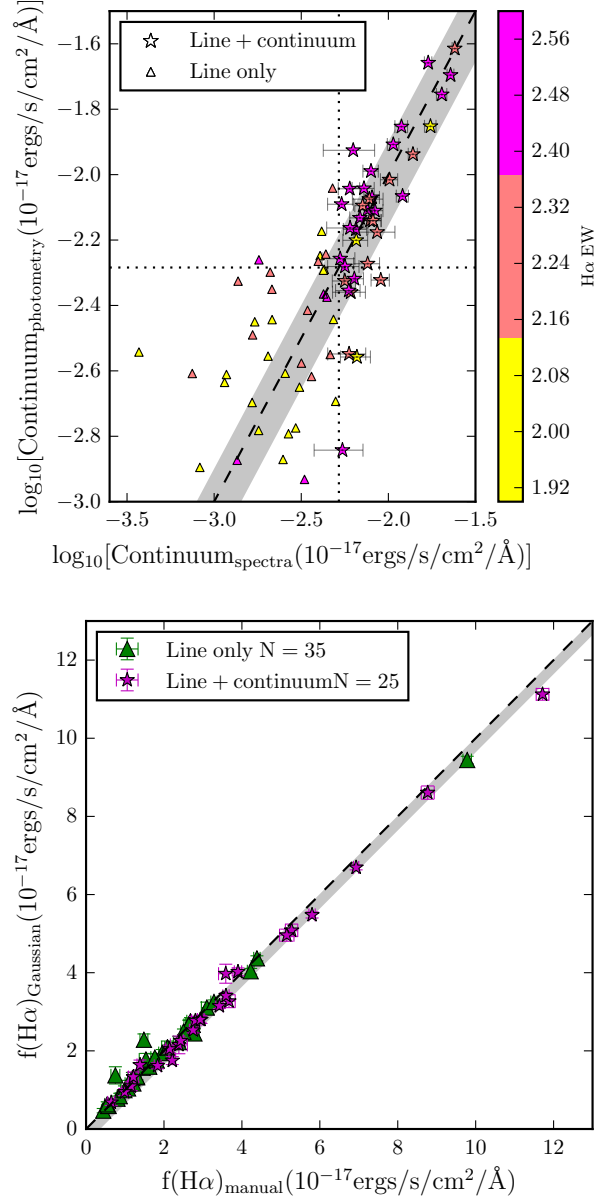 Line + continuum
Line only
−1.6
−1.8
−2.0
−2.2
−2.4
−2.6
−2.8
−3.0
log₁₀[Continuum_photometry(10⁻¹⁷ergs/s/cm²/Å)]
−3.5 −3.0 −2.5 −2.0 −1.5
log₁₀[Continuum_spectra(10⁻¹⁷ergs/s/cm²/Å)]
2.56
2.48
2.40
2.32
2.24
2.16
2.08
2.00
1.92
Hα EW
Line only N = 35
Line + continuumN = 25
12
10
8
6
4
2
0
f(Hα)_Gaussian(10⁻¹⁷ergs/s/cm²/Å)
0 2 4 6 8 10 12
f(Hα)_manual(10⁻¹⁷ergs/s/cm²/Å)